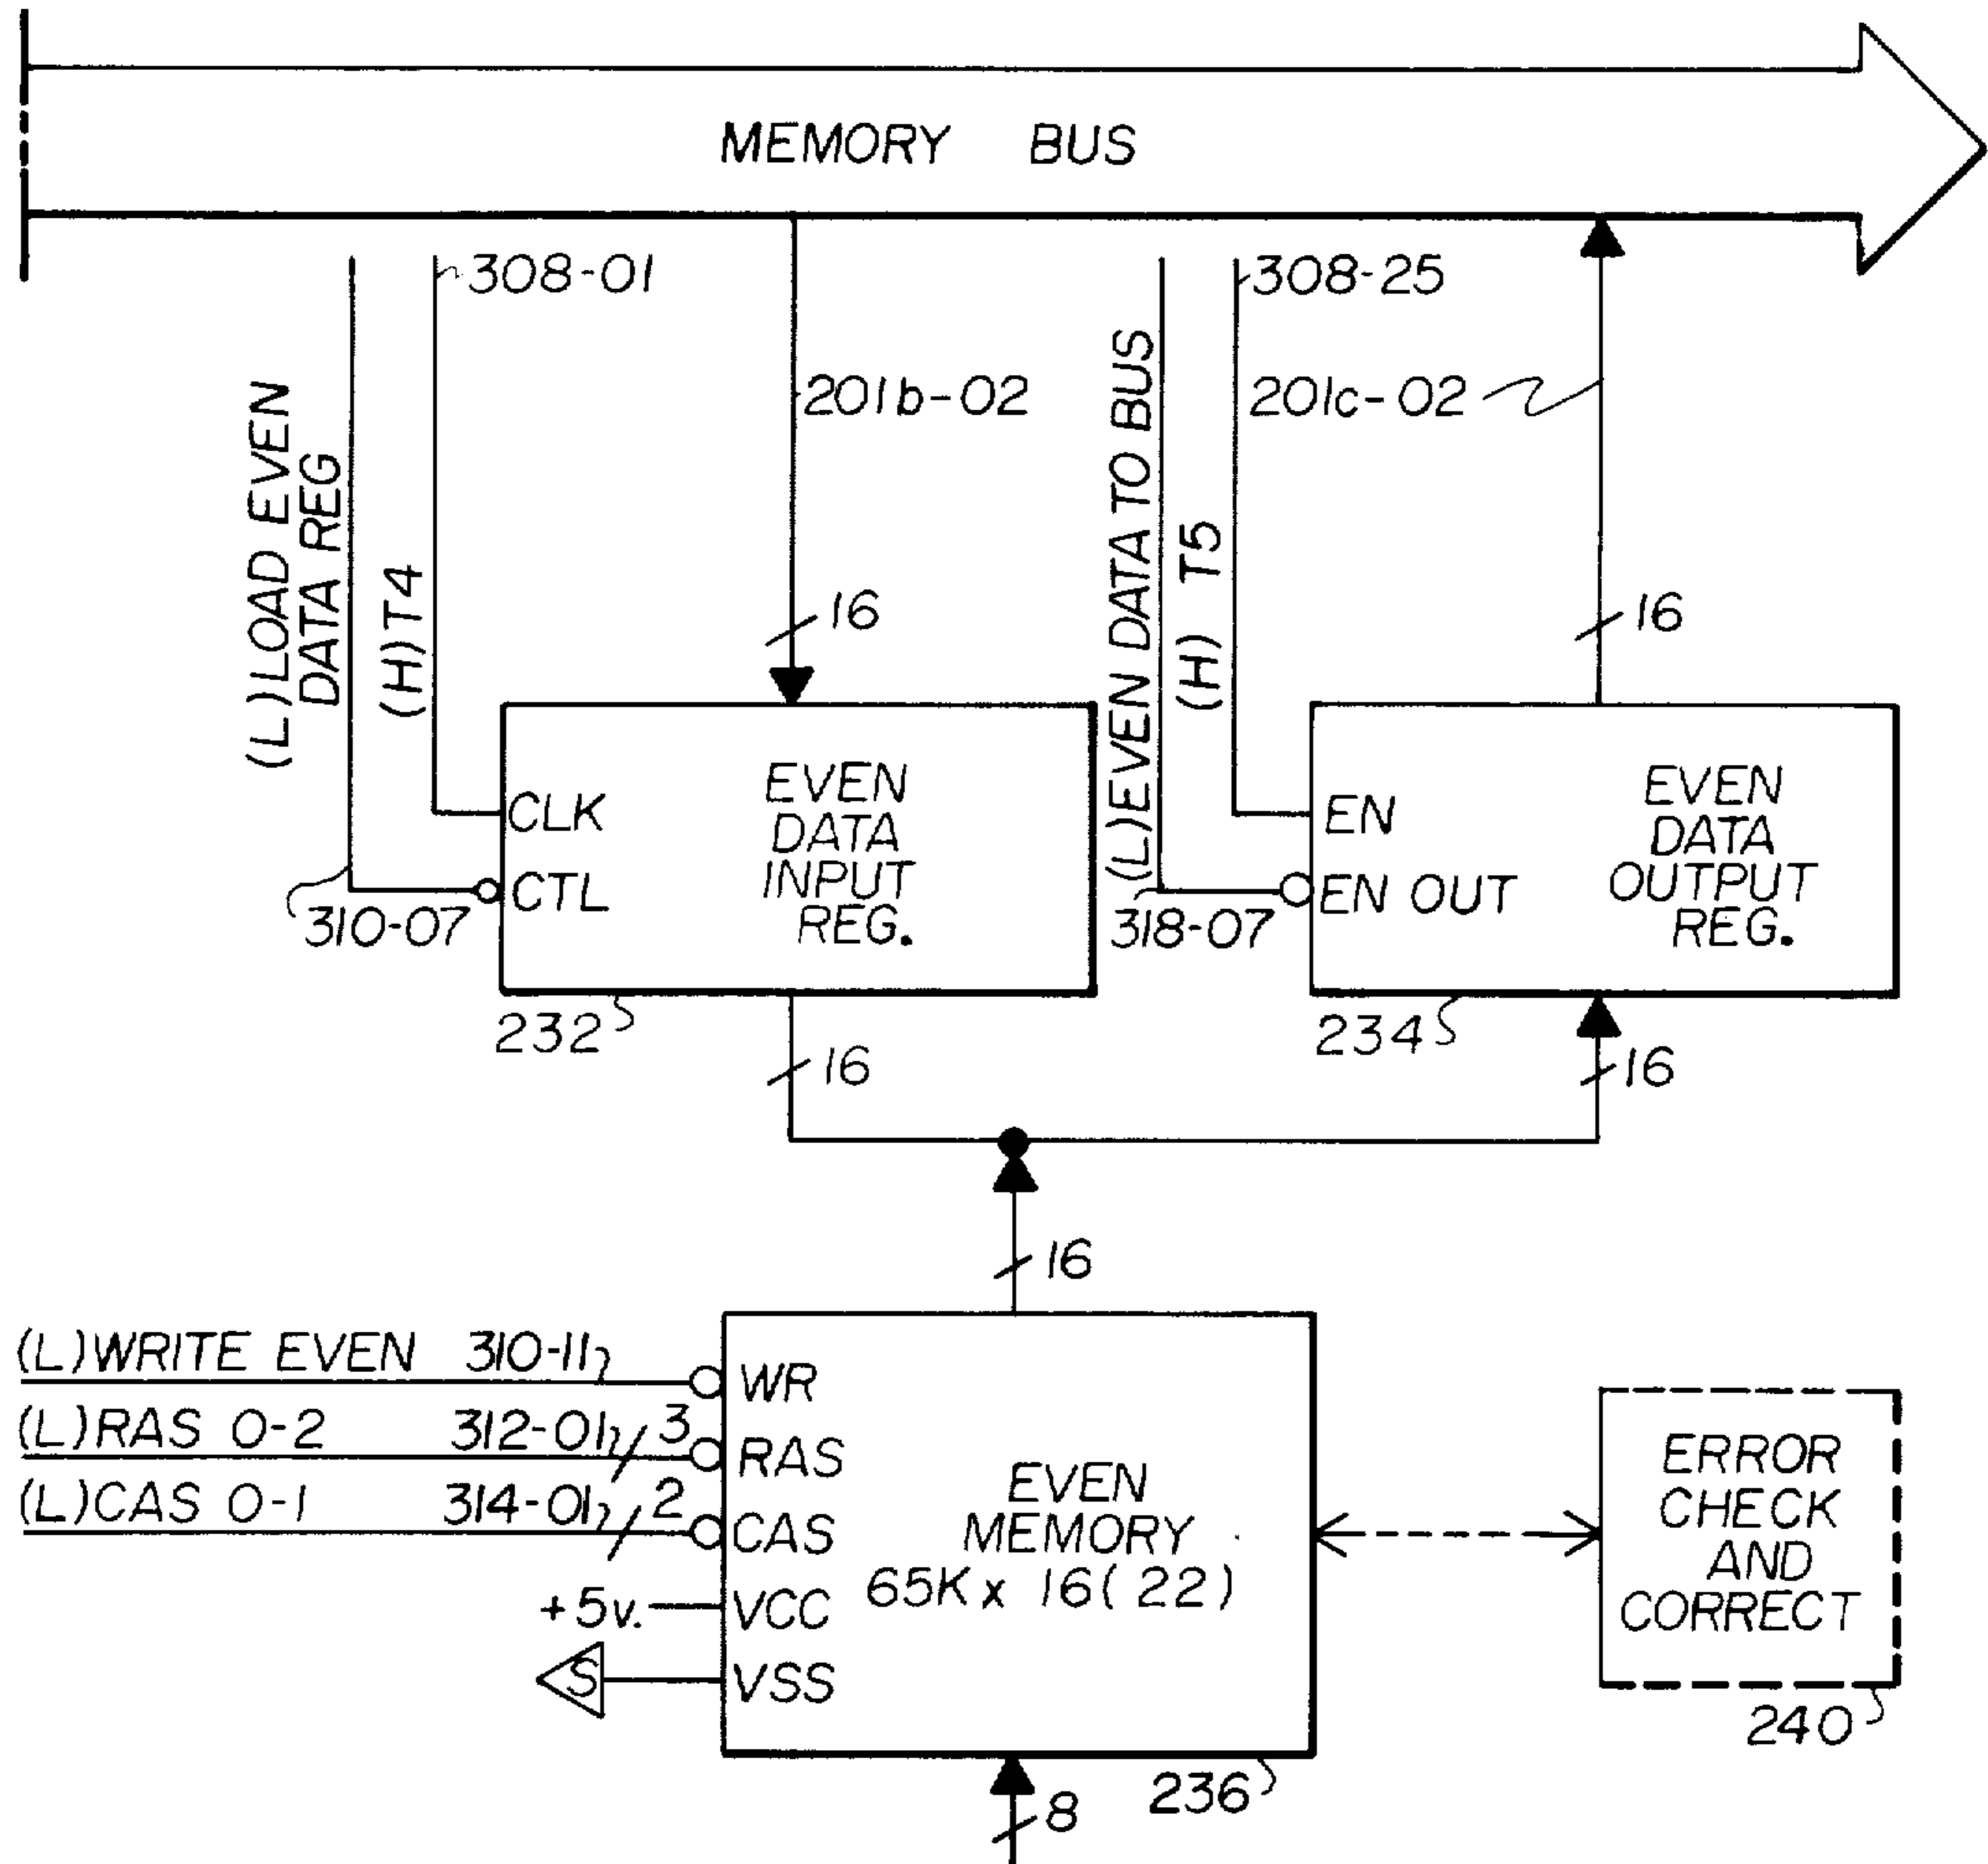 MEMORY BUS
308-01
308-25
201b-02
201c-02
(L)LOAD EVEN
DATA REG
(H)T4
(L)EVEN DATA TO BUS
(H) T5
16
16
CLK
CTL
EVEN
DATA
INPUT
REG.
EN
EN OUT
EVEN
DATA
OUTPUT
REG.
310-07
318-07
232
234
16
16
16
(L)WRITE EVEN 310-11
WR
(L)RAS 0-2 312-01 3
RAS
(L)CAS 0-1 314-01 2
CAS
+5v.
VCC
S
VSS
EVEN
MEMORY
65K x 16(22)
ERROR
CHECK
AND
CORRECT
240
236
8